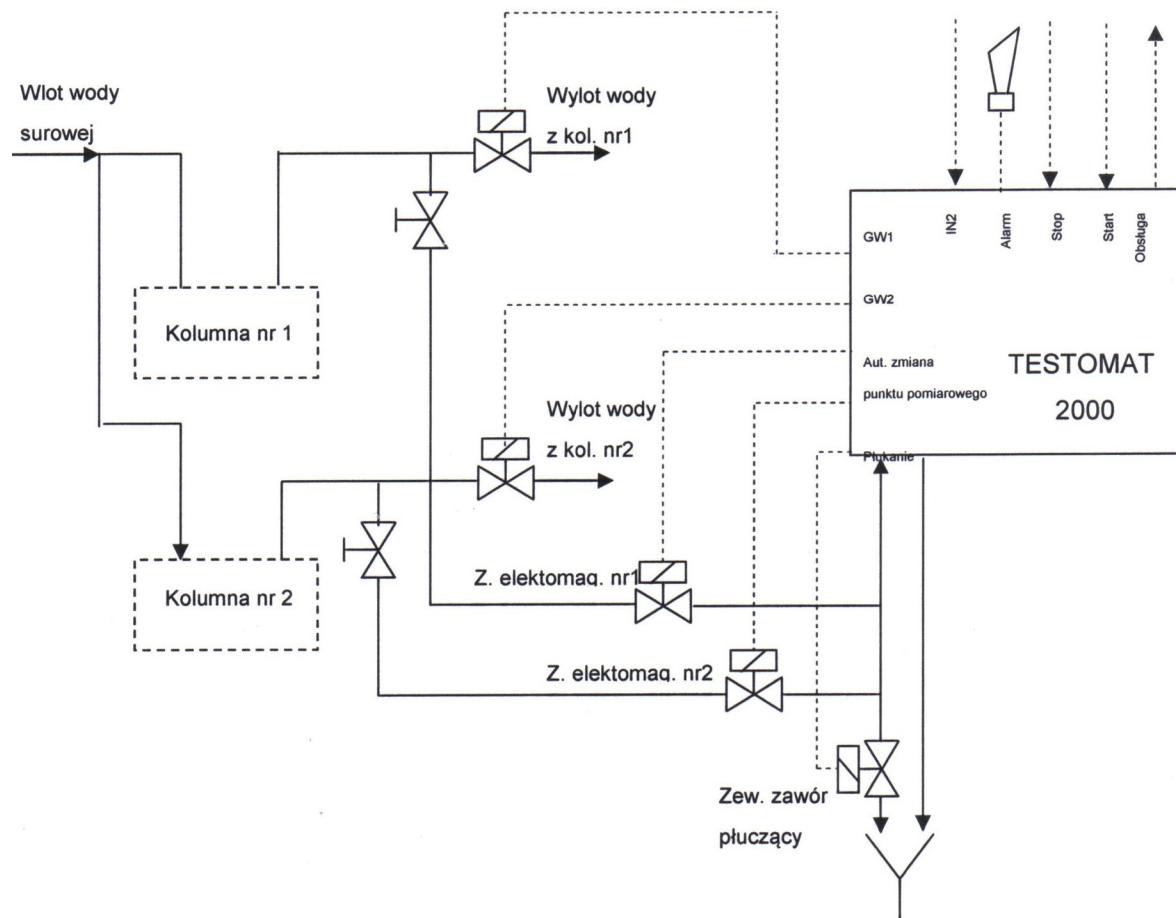 Wlot wody
surowej
Wylot wody
z kol. nr1
Kolumna nr 1
Wylot wody
z kol. nr2
Kolumna nr 2
Z. elektomag. nr1
Z. elektomag. nr2
Zew. zawór
płuczący
IN2
Alarm
Stop
Start
Obsługa
GW1
GW2
Aut. zmiana
punktu pomiarowego
Płukanie
TESTOMAT
2000